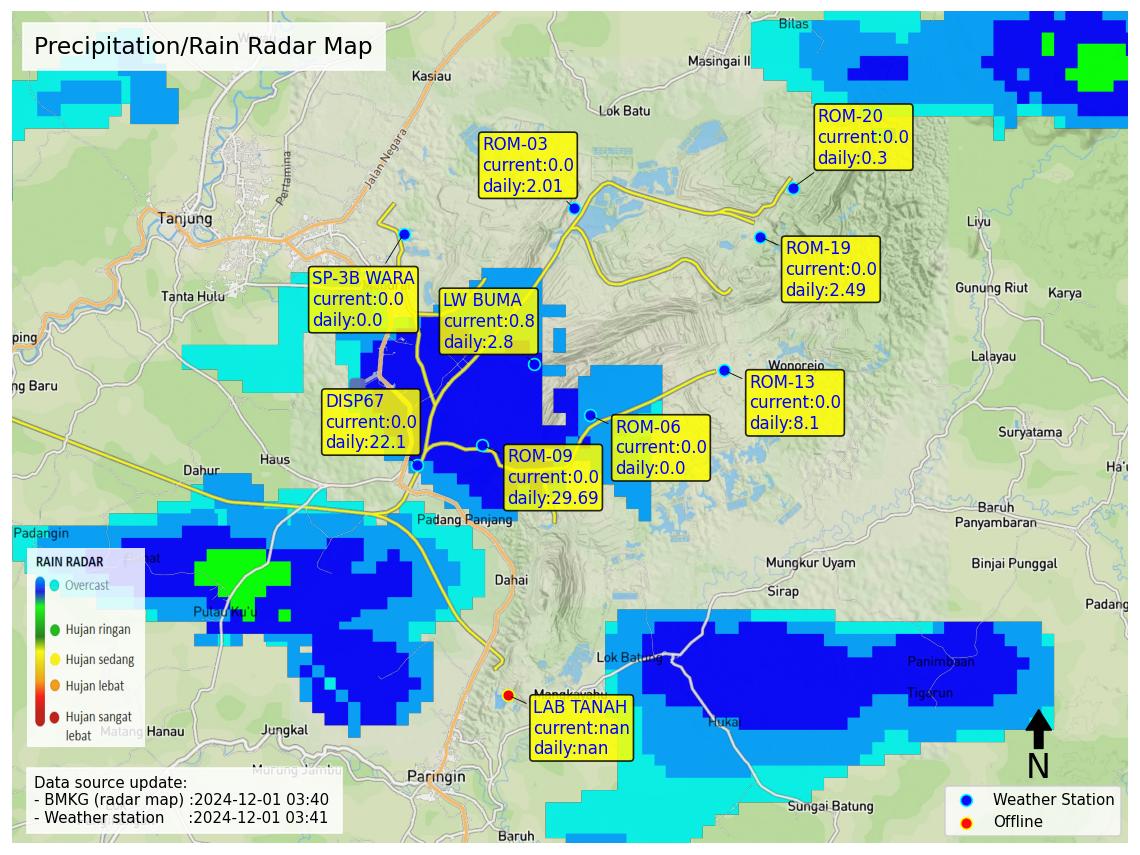 Precipitation/Rain Radar Map
Bilas
Masingai II
Kasiau
Lok Batu
ROM-20
current:0.0
daily:0.3
ROM-03
current:0.0
daily:2.01
Jalan Negara
Pertamina
Tanjung
Liyu
ROM-19
current:0.0
daily:2.49
SP-3B WARA
current:0.0
daily:0.0
LW BUMA
current:0.8
daily:2.8
Tanta Hulu
Gunung Riut
Karya
ping
Lalayau
Wonorejo
ng Baru
ROM-13
current:0.0
daily:8.1
DISP67
current:0.0
daily:22.1
ROM-06
current:0.0
daily:0.0
Suryatama
ROM-09
current:0.0
daily:29.69
Haus
Dahur
Ha'u
Baruh
Panyambaran
Padang Panjang
Padangin
RAIN RADAR
Overcast
Hujan ringan
Hujan sedang
Hujan lebat
Hujan sangat
lebat
Mungkur Uyam
Binjai Punggal
Dahai
Sirap
Padang
Pulau Ku'u
Lok Batung
Panimbaan
Tigarun
Mangkayahu
LAB TANAH
current:nan
daily:nan
Hukai
Matang Hanau
Jungkal
Murung Jambu
Paringin
N
Data source update:
- BMKG (radar map) :2024-12-01 03:40
- Weather station :2024-12-01 03:41
Weather Station
Offline
Sungai Batung
Baruh